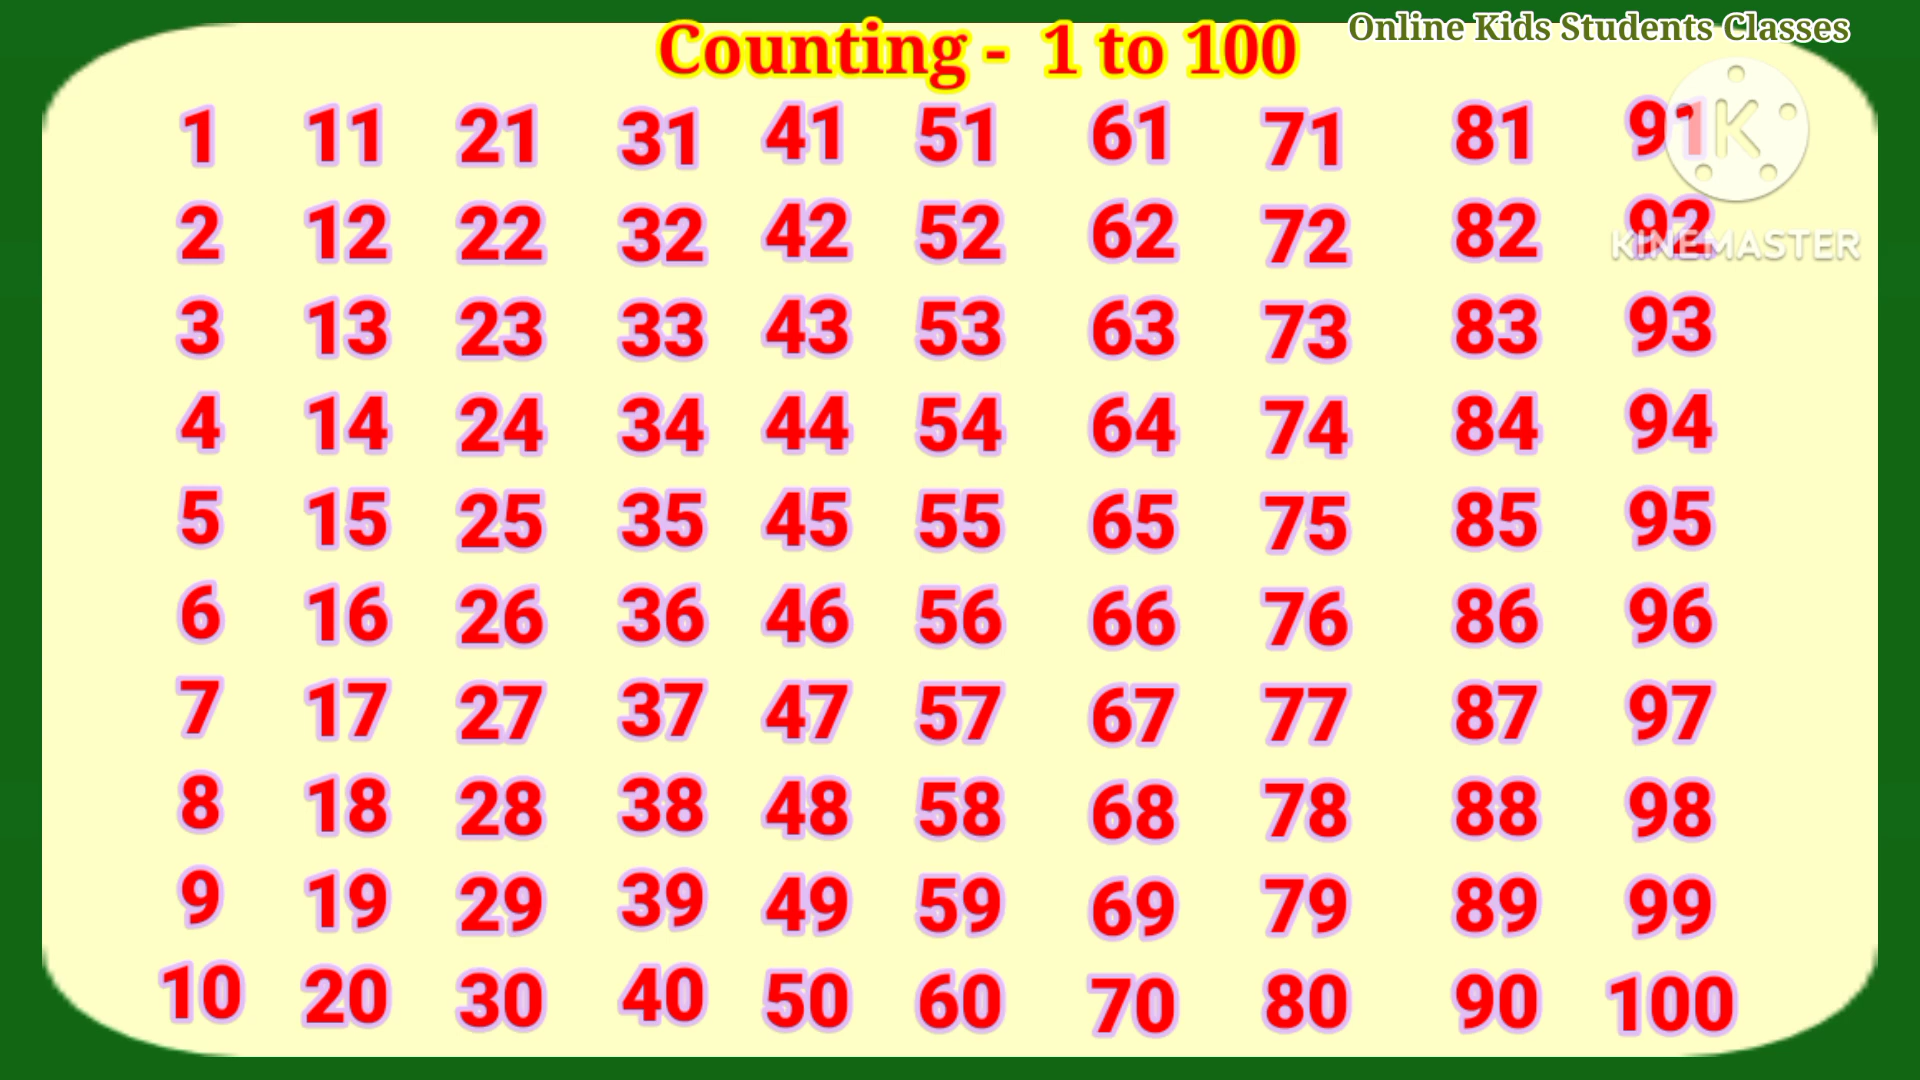 Online Kids Students Classes
Counting - 1 to 100
1 11 21 31 41 51 61 71 81 91
2 12 22 32 42 52 62 72 82 92
3 13 23 33 43 53 63 73 83 93
4 14 24 34 44 54 64 74 84 94
5 15 25 35 45 55 65 75 85 95
6 16 26 36 46 56 66 76 86 96
7 17 27 37 47 57 67 77 87 97
8 18 28 38 48 58 68 78 88 98
9 19 29 39 49 59 69 79 89 99
10 20 30 40 50 60 70 80 90 100
K
KINEMASTER